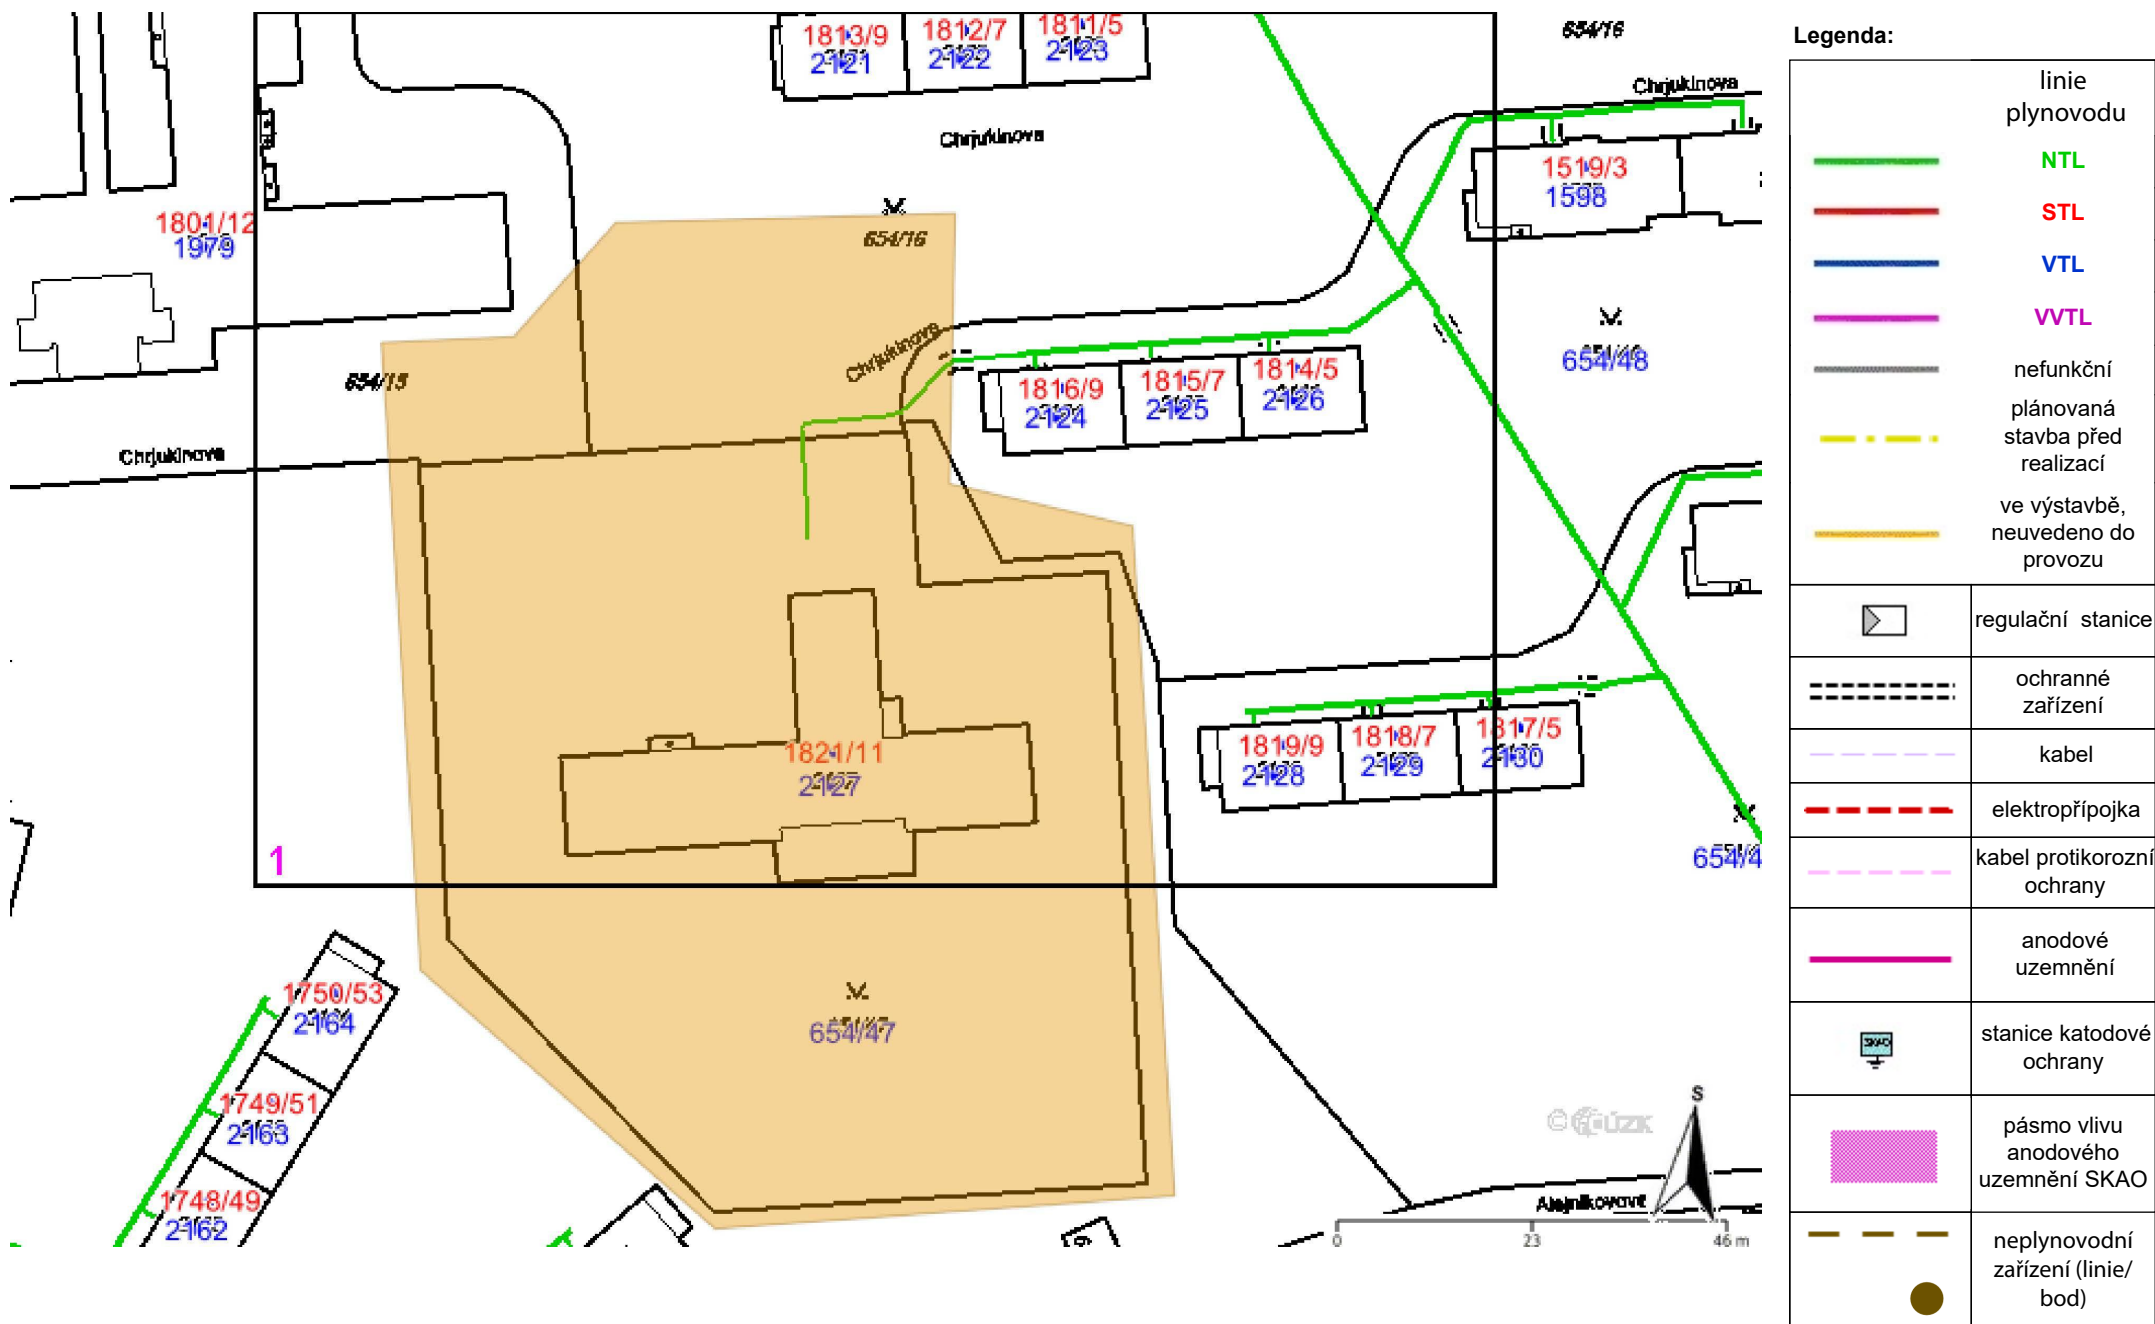 1813/9
2121
1812/7
2122
1811/5
2123
654/16
Chrjukinova
Chrjukinova
1519/3
1598
1801/12
1979
654/16
654/48
654/15
Chrjukinova
Chrjukinova
1816/9
2124
1815/7
2125
1814/5
2126
1821/11
2127
1819/9
2128
1818/7
2129
1817/5
2130
1
654/4
1750/53
2164
654/47
1749/51
2163
1748/49
2162
© ČÚZK
S
0
23
46 m
Legenda:
linie
plynovodu
NTL
STL
VTL
VVTL
nefunkční
plánovaná
stavba před
realizací
ve výstavbě,
neuvedeno do
provozu
regulační stanice
ochranné
zařízení
kabel
elektropřípojka
kabel protikorozní
ochrany
anodové
uzemnění
SKAO
stanice katodové
ochrany
pásmo vlivu
anodového
uzemnění SKAO
neplynovodní
zařízení (linie/
bod)